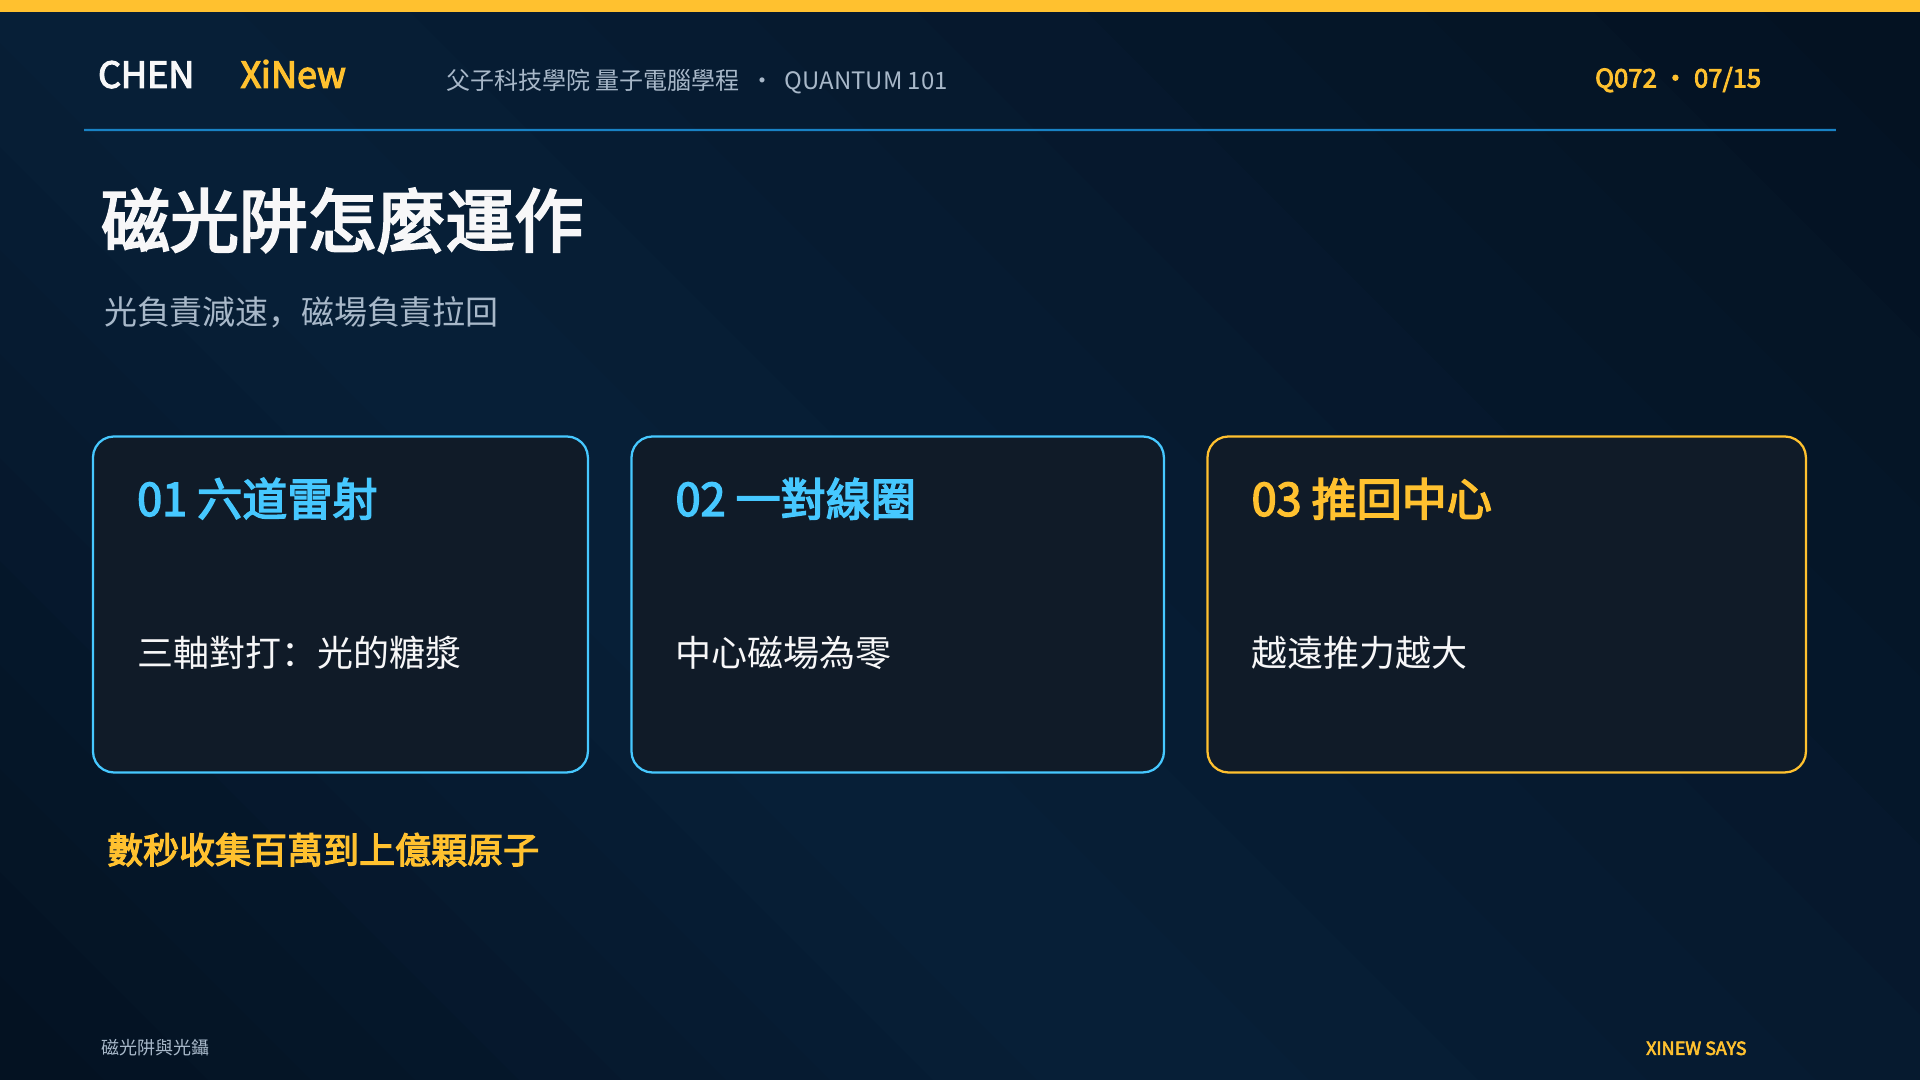 CHEN XiNew 父子科技學院 量子電腦學程 · QUANTUM 101 Q072 · 07/15
磁光阱怎麼運作
光負責減速，磁場負責拉回
01 六道雷射
三軸對打：光的糖漿
02 一對線圈
中心磁場為零
03 推回中心
越遠推力越大
數秒收集百萬到上億顆原子
磁光阱與光鑷
XINEW SAYS